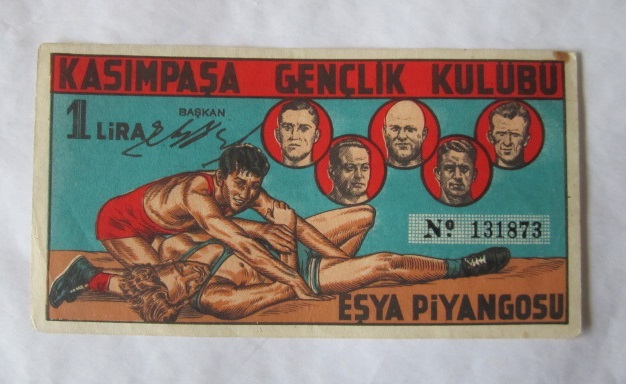 KASIMPAŞA GENÇLİK KULÜBÜ
1 LİRA
BAŞKAN
Nº 131873
EŞYA PİYANGOSU